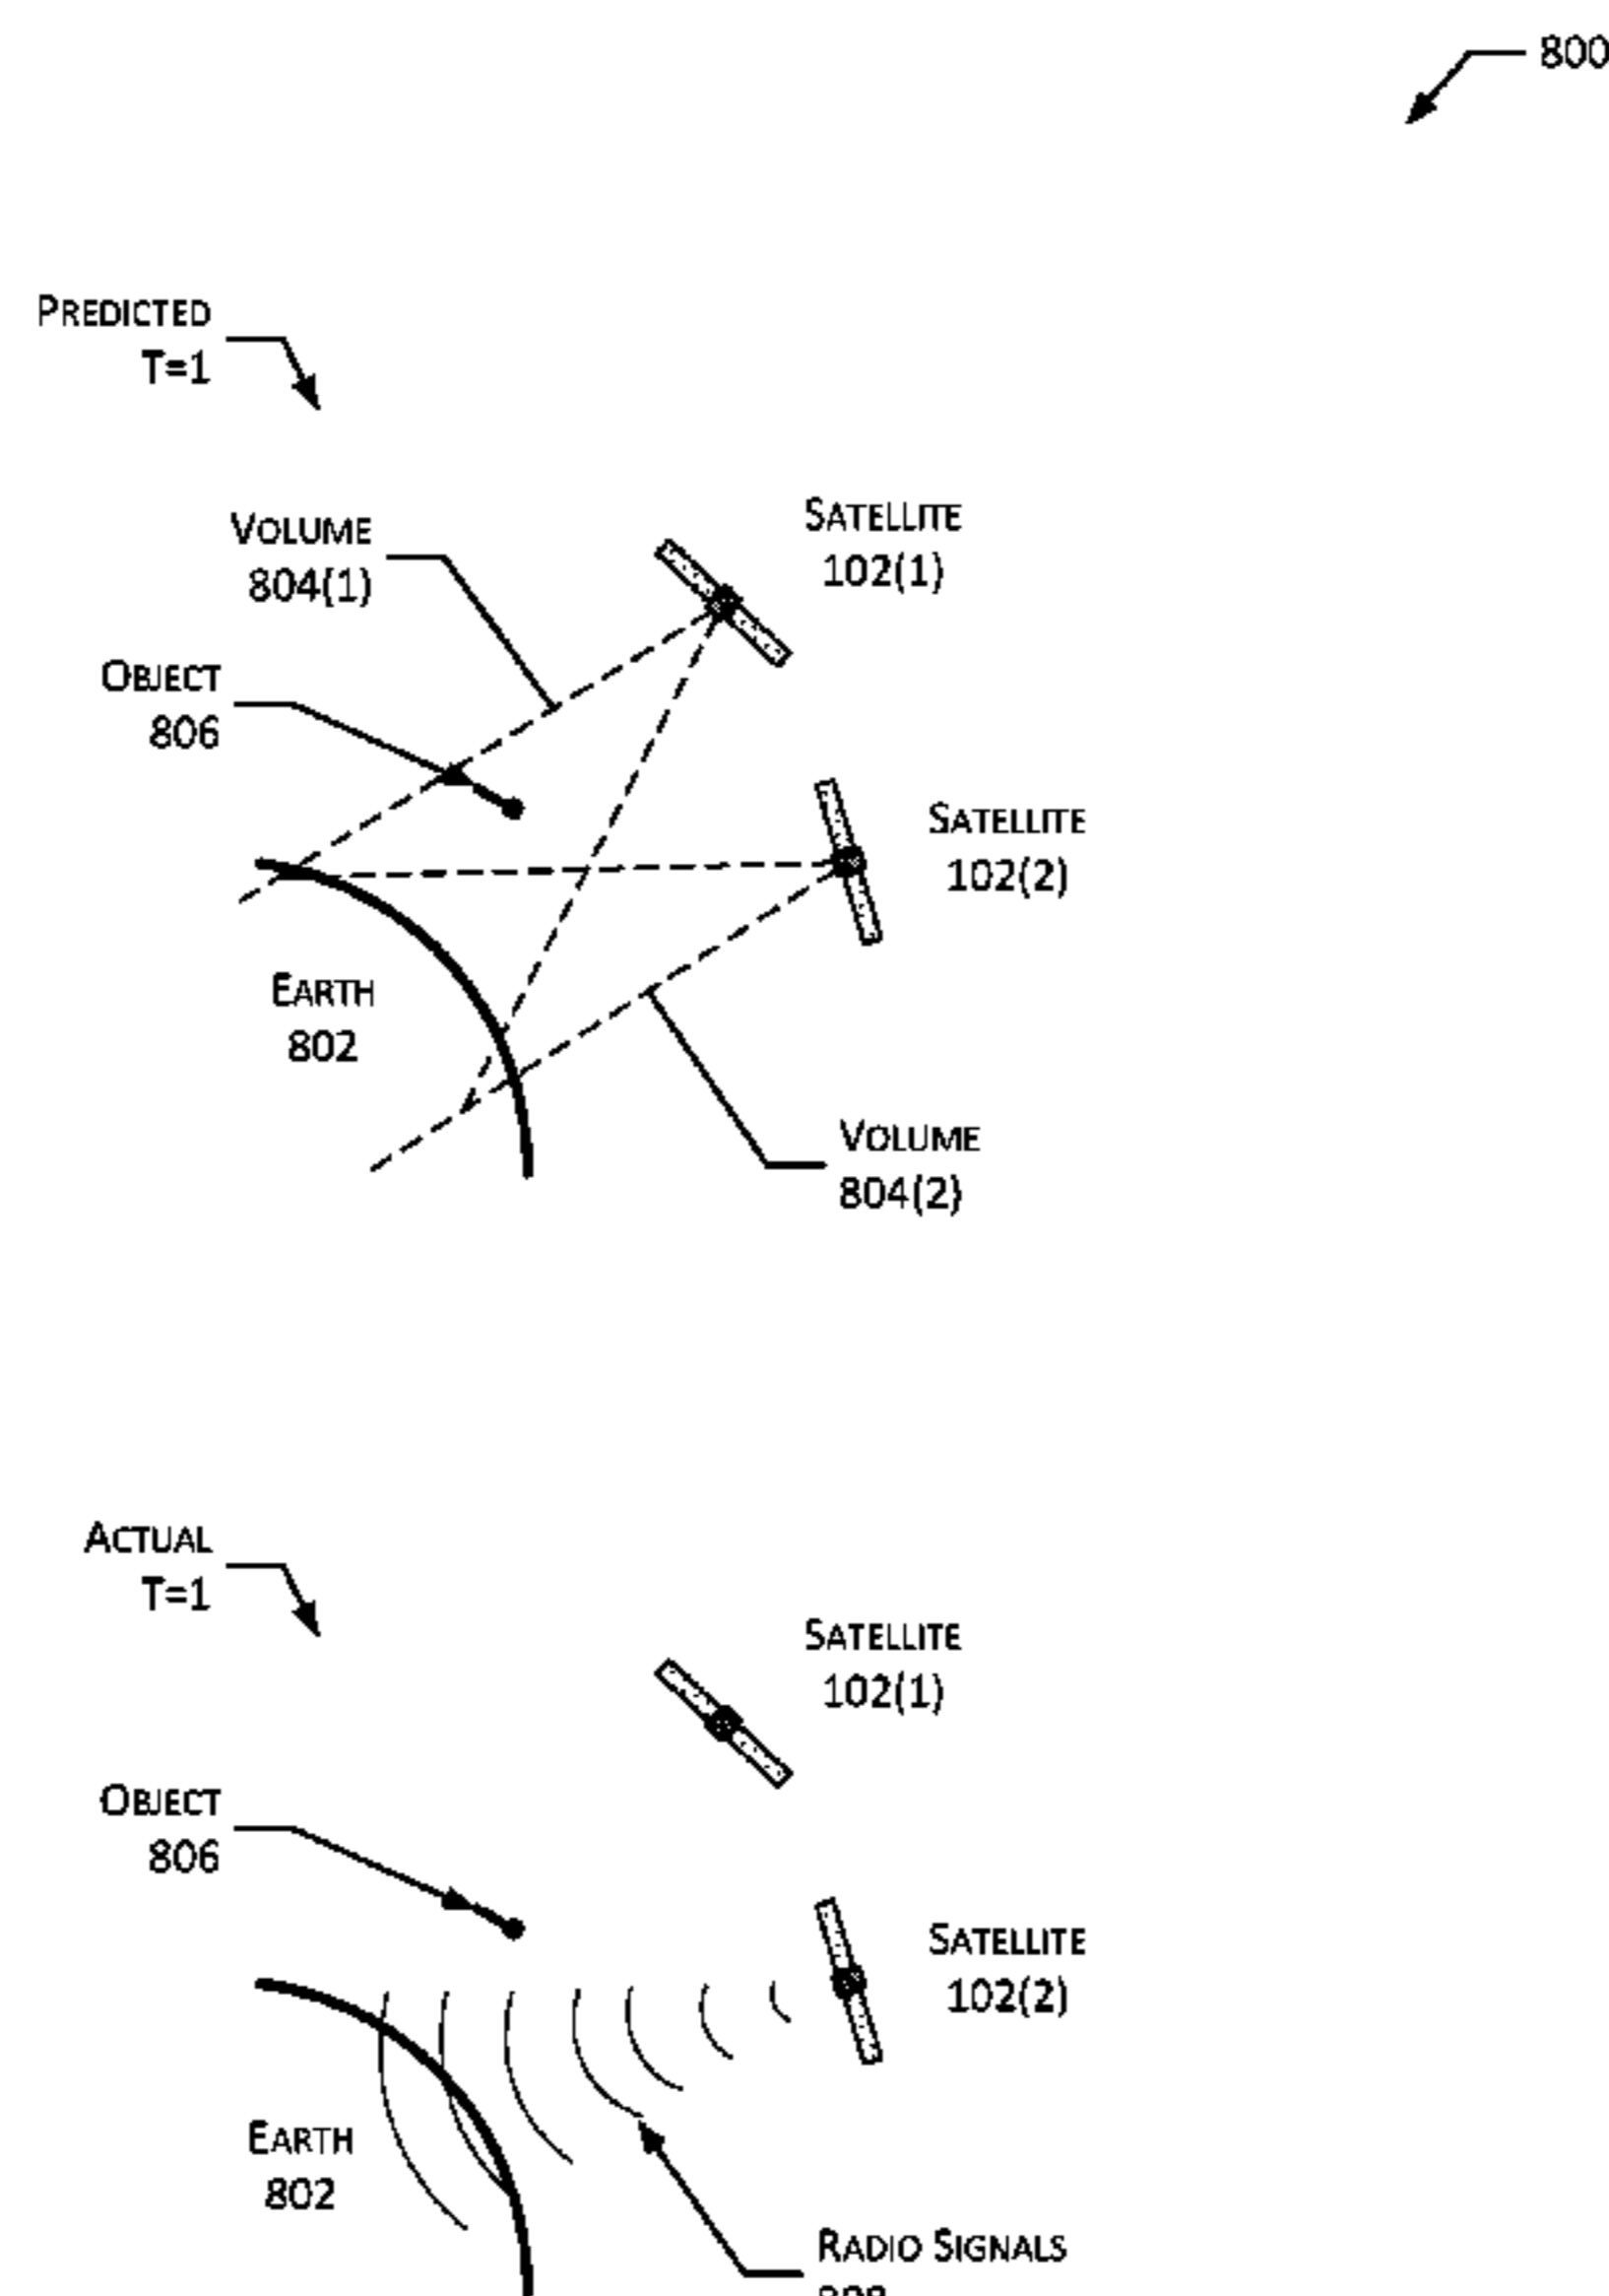 800
PREDICTED
T=1
VOLUME
804(1)
SATELLITE
102(1)
OBJECT
806
SATELLITE
102(2)
EARTH
802
VOLUME
804(2)
ACTUAL
T=1
SATELLITE
102(1)
OBJECT
806
SATELLITE
102(2)
EARTH
802
RADIO SIGNALS